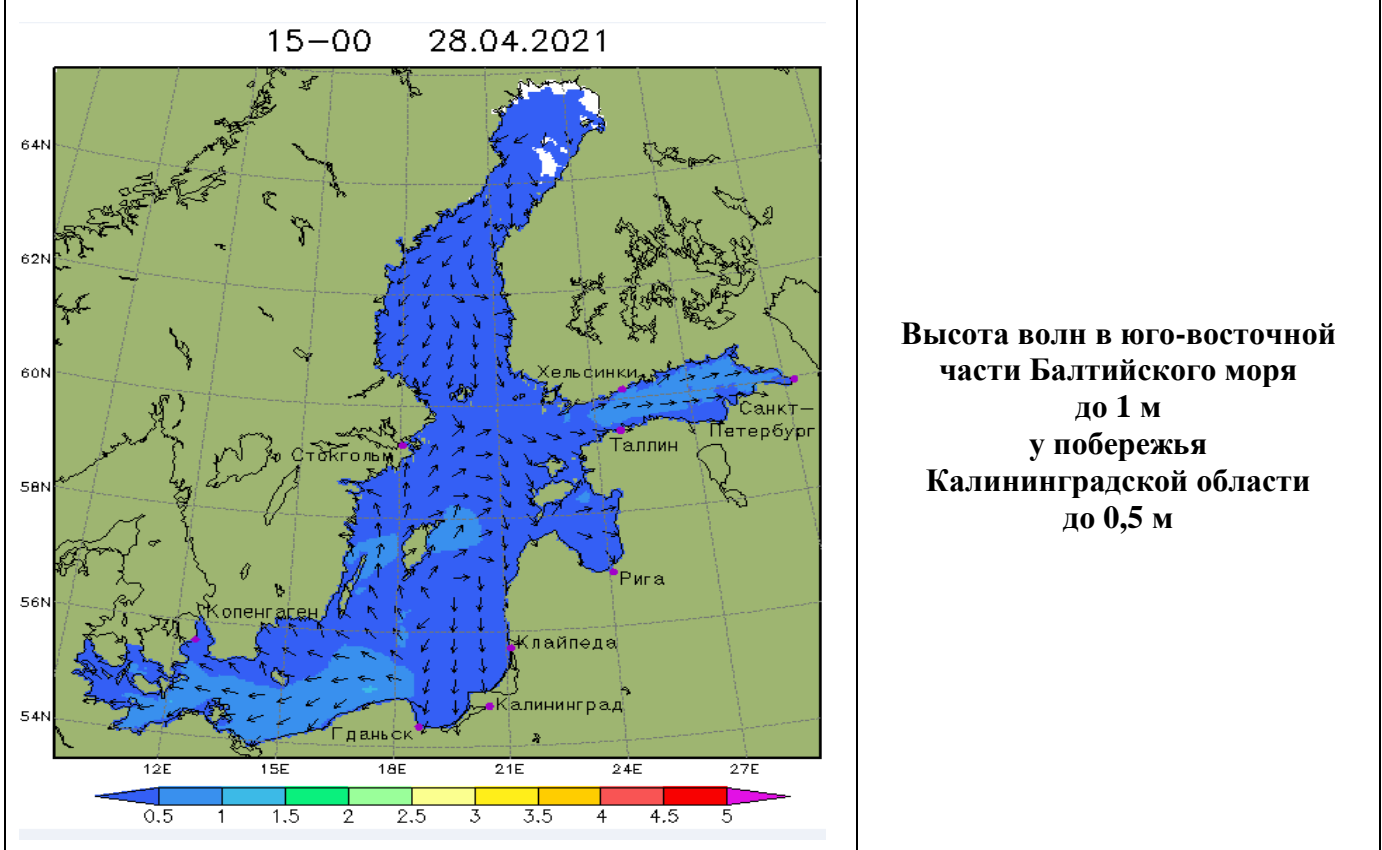 15-00 28.04.2021
64N
62N
60N
58N
56N
54N
Хельсинки
Санкт-
Петербург
Таллин
Стокгольм
Рига
Копенгаген
Клайпеда
Калининград
Гданьск
12E 15E 18E 21E 24E 27E
0.5 1 1.5 2 2.5 3 3.5 4 4.5 5
Высота волн в юго-восточной
части Балтийского моря
до 1 м
у побережья
Калининградской области
до 0,5 м